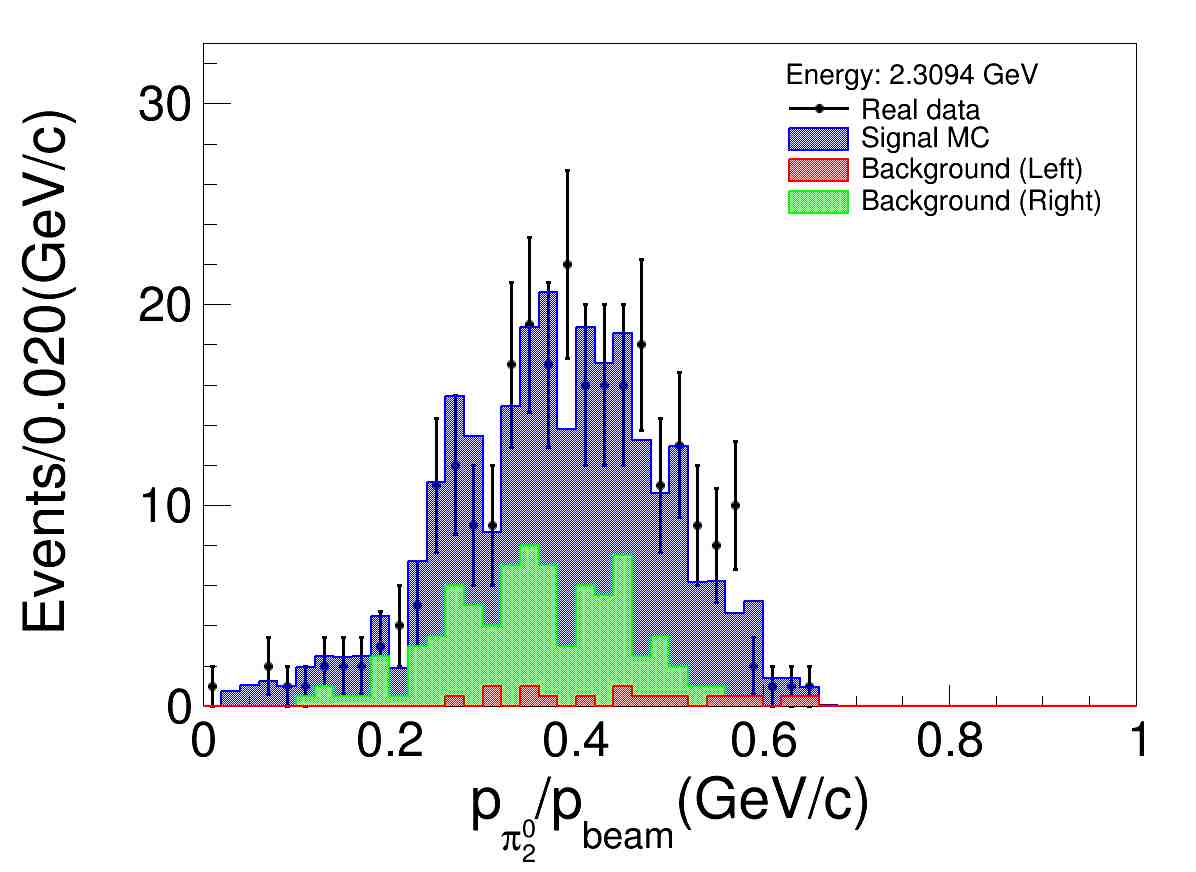 Energy: 2.3094 GeV
Real data
Signal MC
Background (Left)
Background (Right)
Events/0.020(GeV/c)
30
20
10
0
0 0.2 0.4 0.6 0.8 1
p_{π^0_2}/p_{beam}(GeV/c)